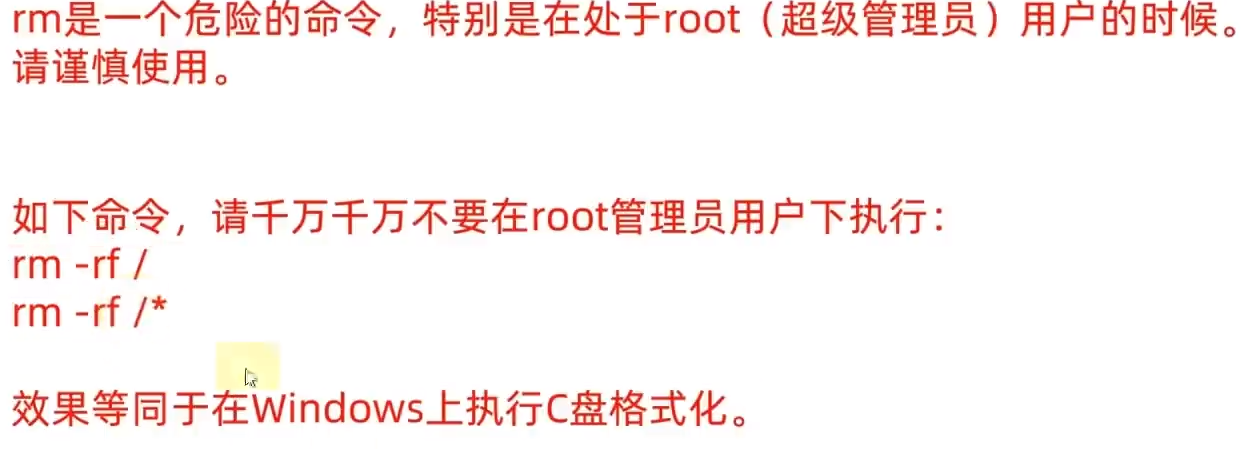 rm是一个危险的命令，特别是在处于root（超级管理员）用户的时候。
请谨慎使用。
如下命令，请千万千万不要在root管理员用户下执行：
rm -rf /
rm -rf /*
效果等同于在Windows上执行C盘格式化。